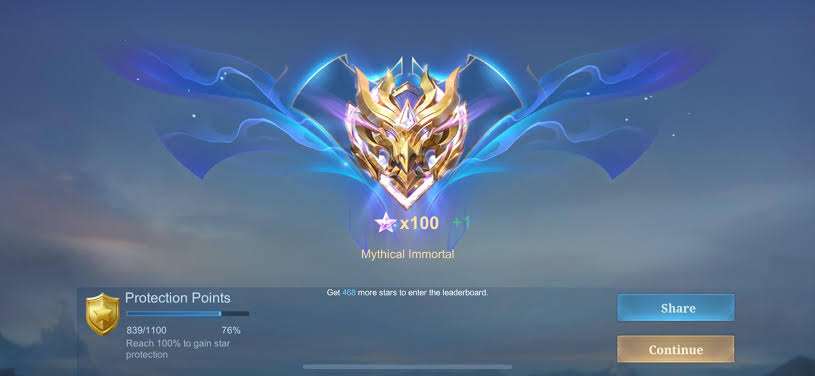 x100 +1
Mythical Immortal
Get 468 more stars to enter the leaderboard.
Protection Points
839/1100 76%
Reach 100% to gain star
protection
Share
Continue